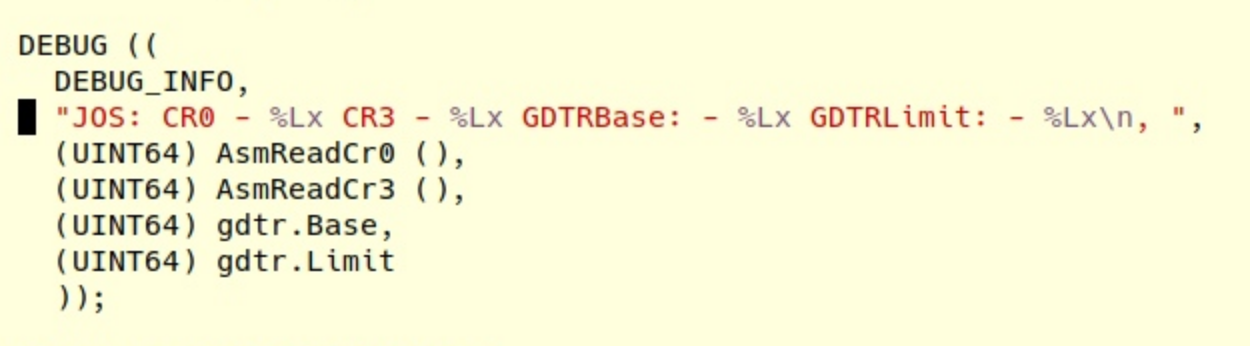 DEBUG ((
  DEBUG_INFO,
  "JOS: CR0 - %Lx CR3 - %Lx GDTRBase: - %Lx GDTRLimit: - %Lx\n, ",
  (UINT64) AsmReadCr0 (),
  (UINT64) AsmReadCr3 (),
  (UINT64) gdtr.Base,
  (UINT64) gdtr.Limit
  ));